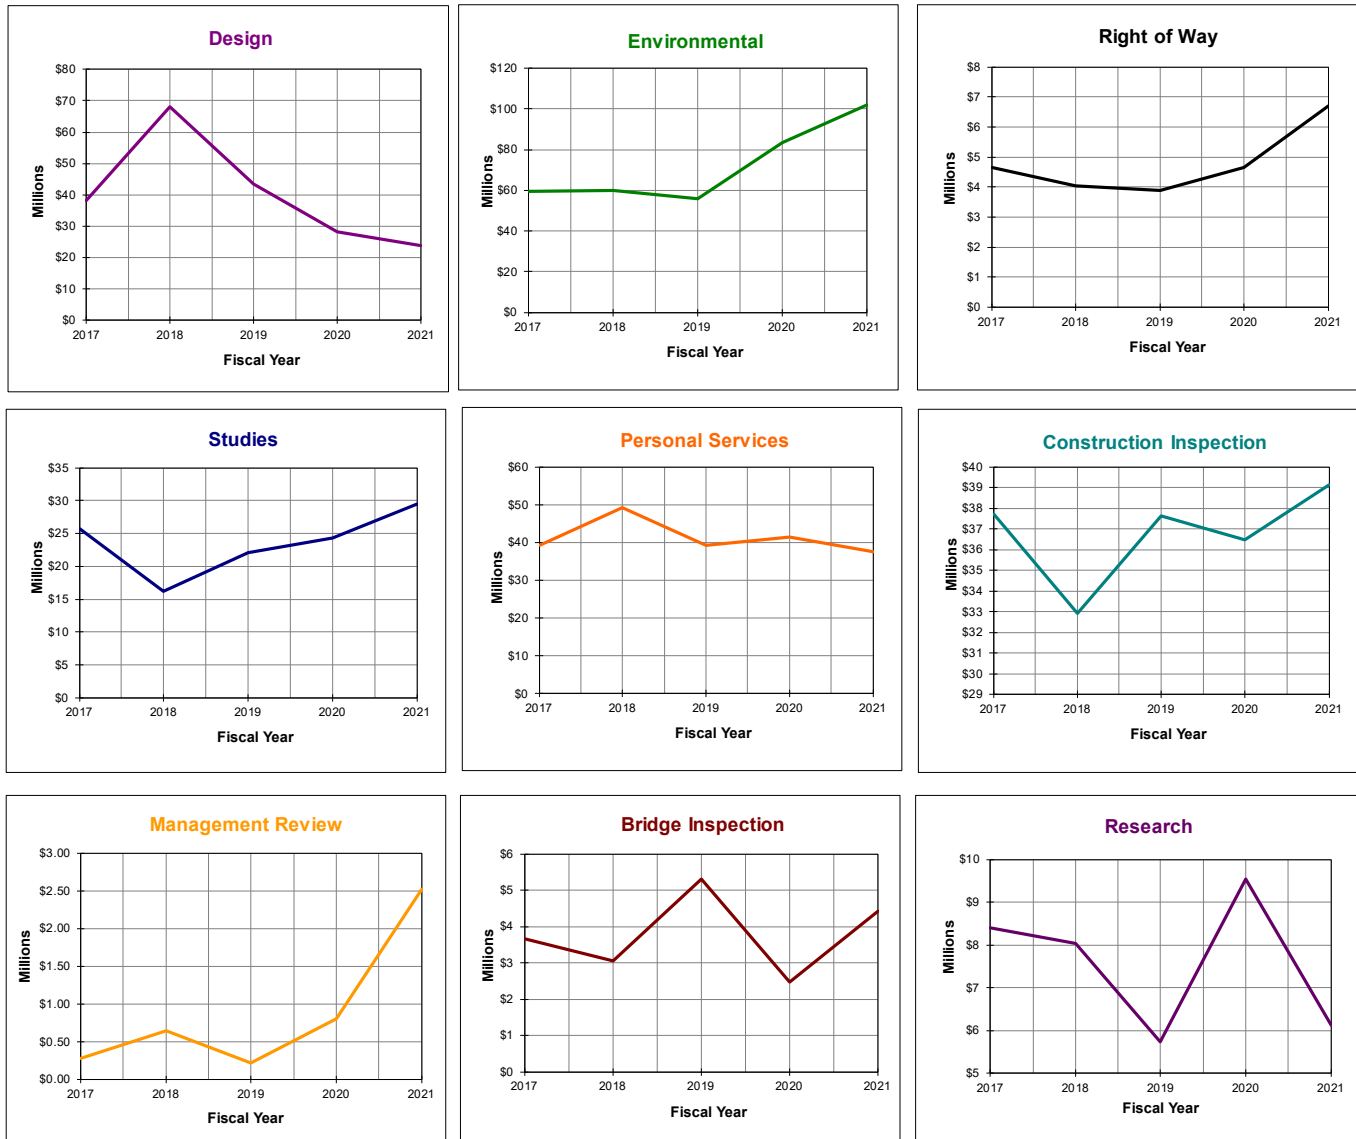 Design
Millions
$80
$70
$60
$50
$40
$30
$20
$10
$0
2017 2018 2019 2020 2021
Fiscal Year
Environmental
Millions
$120
$100
$80
$60
$40
$20
$0
2017 2018 2019 2020 2021
Fiscal Year
Right of Way
Millions
$8
$7
$6
$5
$4
$3
$2
$1
$0
2017 2018 2019 2020 2021
Fiscal Year
Studies
Millions
$35
$30
$25
$20
$15
$10
$5
$0
2017 2018 2019 2020 2021
Fiscal Year
Personal Services
Millions
$60
$50
$40
$30
$20
$10
$0
2017 2018 2019 2020 2021
Fiscal Year
Construction Inspection
Millions
$40
$39
$38
$37
$36
$35
$34
$33
$32
$31
$30
$29
2017 2018 2019 2020 2021
Fiscal Year
Management Review
Millions
$3.00
$2.50
$2.00
$1.50
$1.00
$0.50
$0.00
2017 2018 2019 2020 2021
Fiscal Year
Bridge Inspection
Millions
$6
$5
$4
$3
$2
$1
$0
2017 2018 2019 2020 2021
Fiscal Year
Research
Millions
$10
$9
$8
$7
$6
$5
2017 2018 2019 2020 2021
Fiscal Year